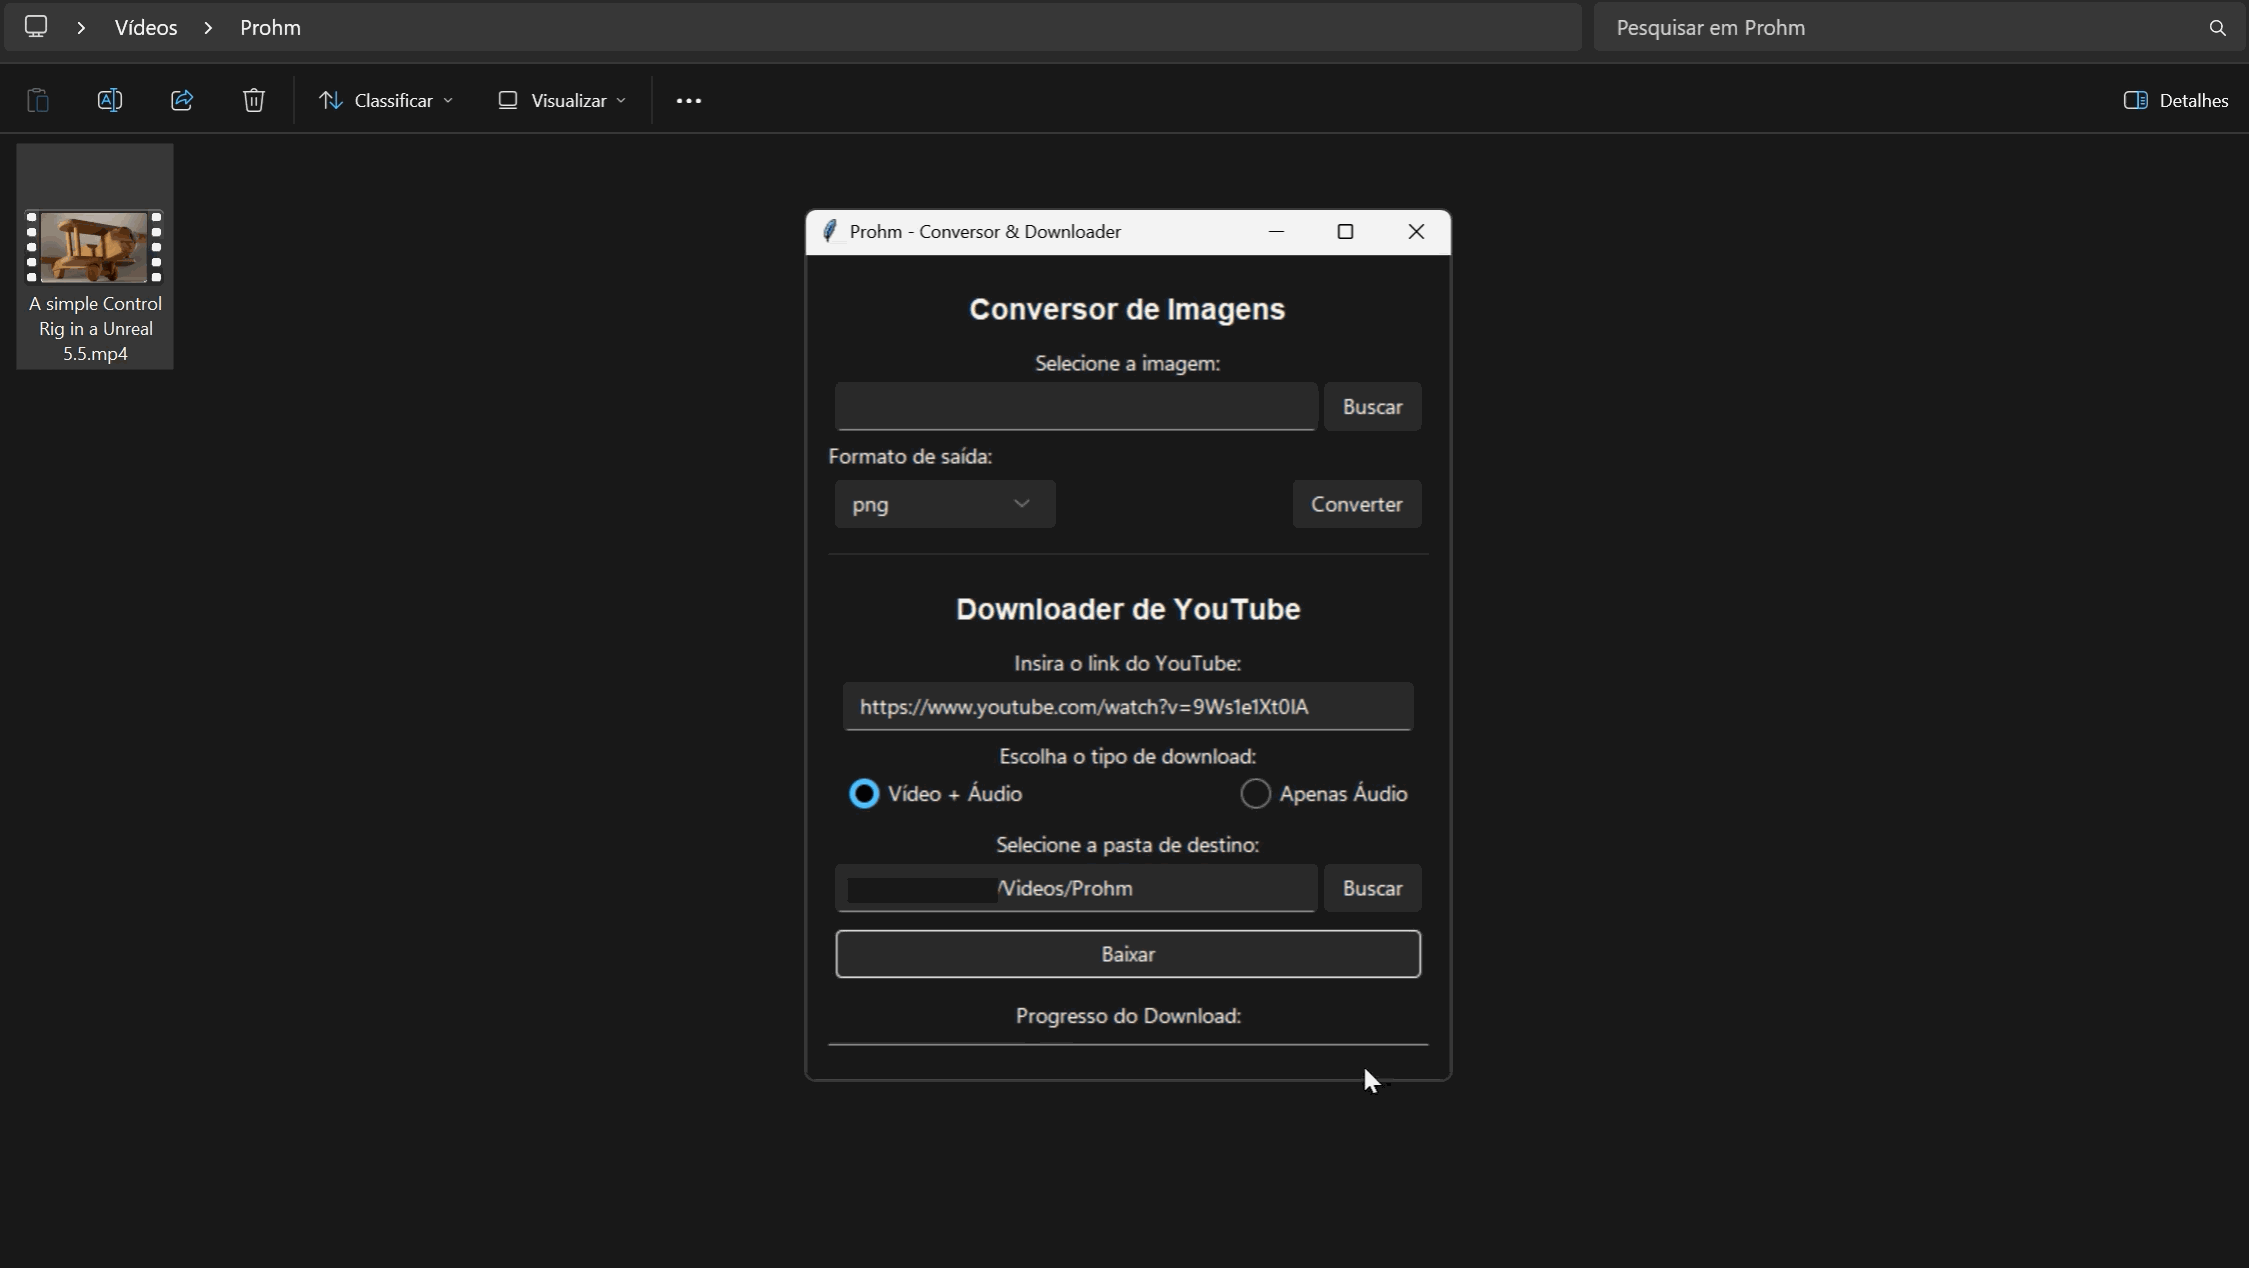 Vídeos
Prohm
Pesquisar em Prohm
Classificar
Visualizar
Detalhes
A simple Control
Rig in a Unreal
5.5.mp4
Prohm - Conversor & Downloader
Conversor de Imagens
Selecione a imagem:
Buscar
Formato de saída:
png
Converter
Downloader de YouTube
Insira o link do YouTube:
https://www.youtube.com/watch?v=9Ws1e1Xt0IA
Escolha o tipo de download:
Vídeo + Áudio
Apenas Áudio
Selecione a pasta de destino:
/Videos/Prohm
Buscar
Baixar
Progresso do Download: